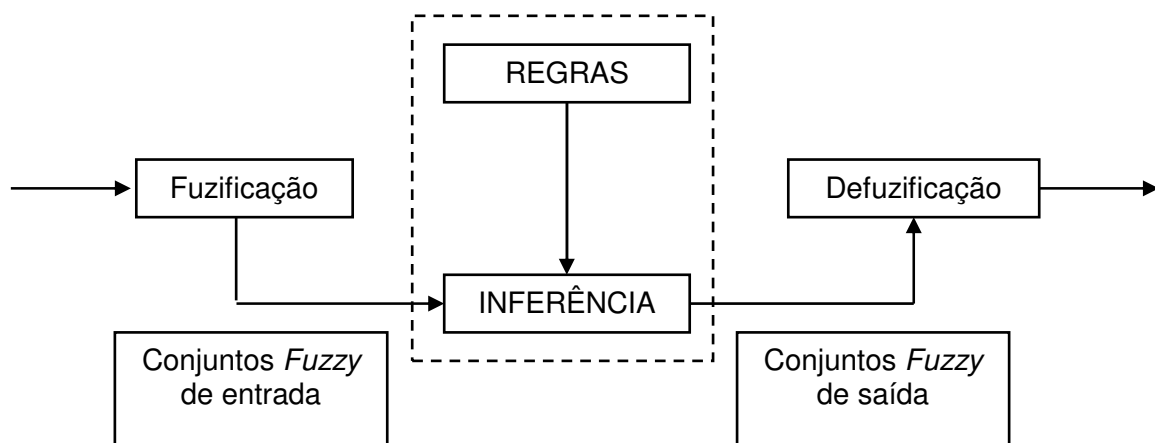 REGRAS
Fuzificação
Defuzificação
INFERÊNCIA
Conjuntos Fuzzy
de entrada
Conjuntos Fuzzy
de saída